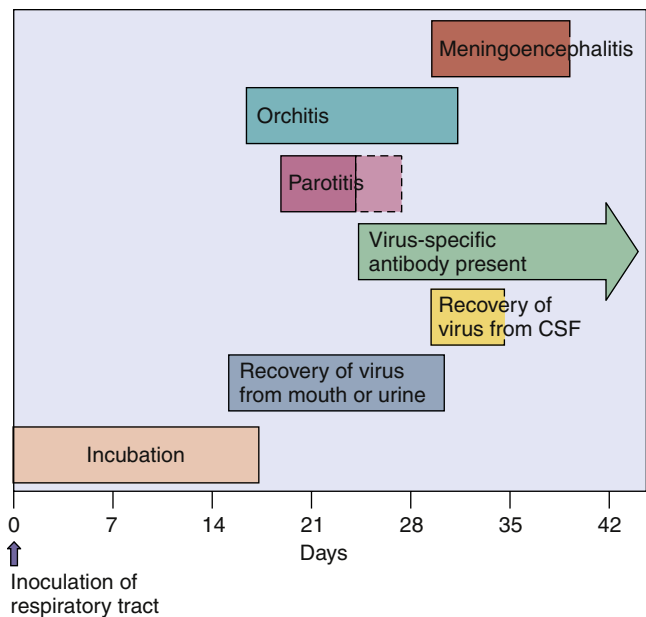 Meningoencephalitis
Orchitis
Parotitis
Virus-specific
antibody present
Recovery of
virus from CSF
Recovery of virus
from mouth or urine
Incubation
0 7 14 21 28 35 42
Days
Inoculation of
respiratory tract